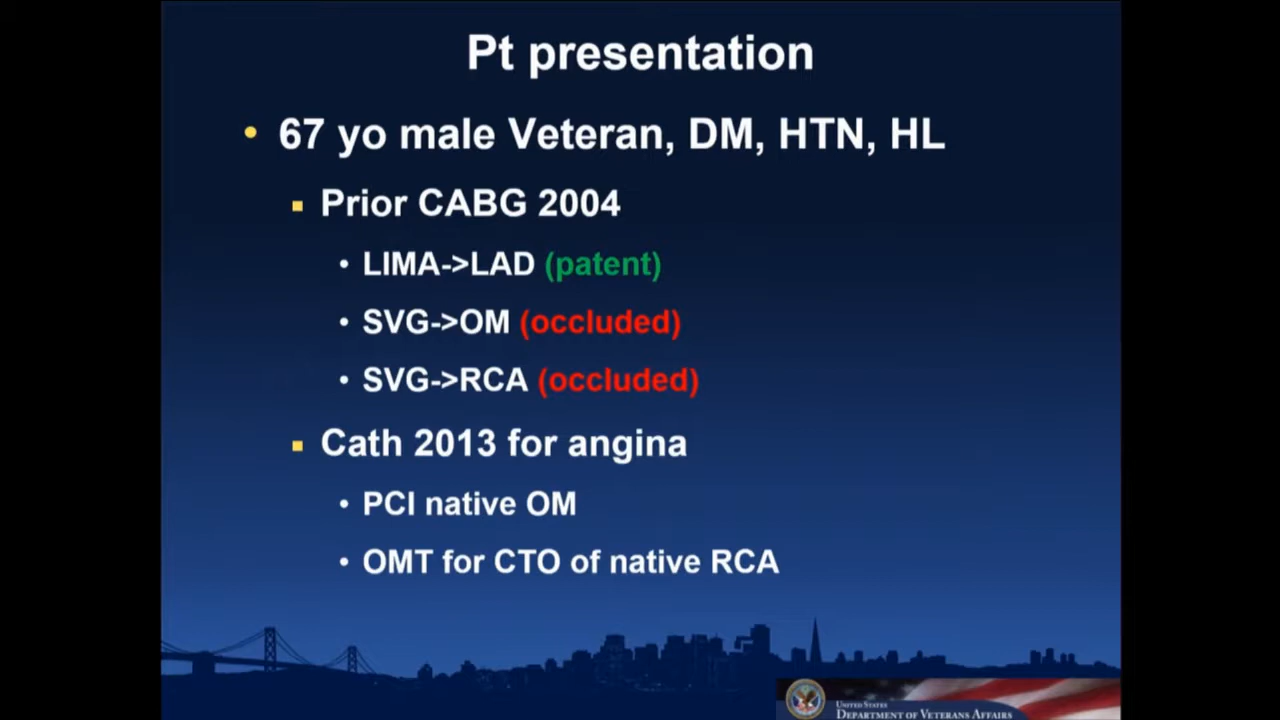 Pt presentation
• 67 yo male Veteran, DM, HTN, HL
▪ Prior CABG 2004
• LIMA->LAD (patent)
• SVG->OM (occluded)
• SVG->RCA (occluded)
▪ Cath 2013 for angina
• PCI native OM
• OMT for CTO of native RCA
UNITED STATES
DEPARTMENT OF VETERANS AFFAIRS